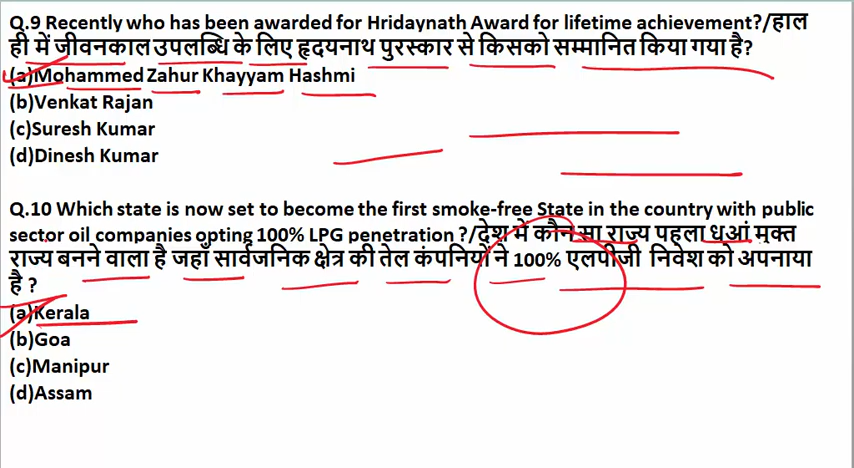 Q.9 Recently who has been awarded for Hridaynath Award for lifetime achievement?/हाल
ही में जीवनकाल उपलब्धि के लिए हृदयनाथ पुरस्कार से किसको सम्मानित किया गया है?
(a)Mohammed Zahur Khayyam Hashmi
(b)Venkat Rajan
(c)Suresh Kumar
(d)Dinesh Kumar
Q.10 Which state is now set to become the first smoke-free State in the country with public
sector oil companies opting 100% LPG penetration ?/देश में कौन सा राज्य पहला धुआं मुक्त
राज्य बनने वाला है जहाँ सार्वजनिक क्षेत्र की तेल कंपनियों ने 100% एलपीजी निवेश को अपनाया
है ?
(a)Kerala
(b)Goa
(c)Manipur
(d)Assam